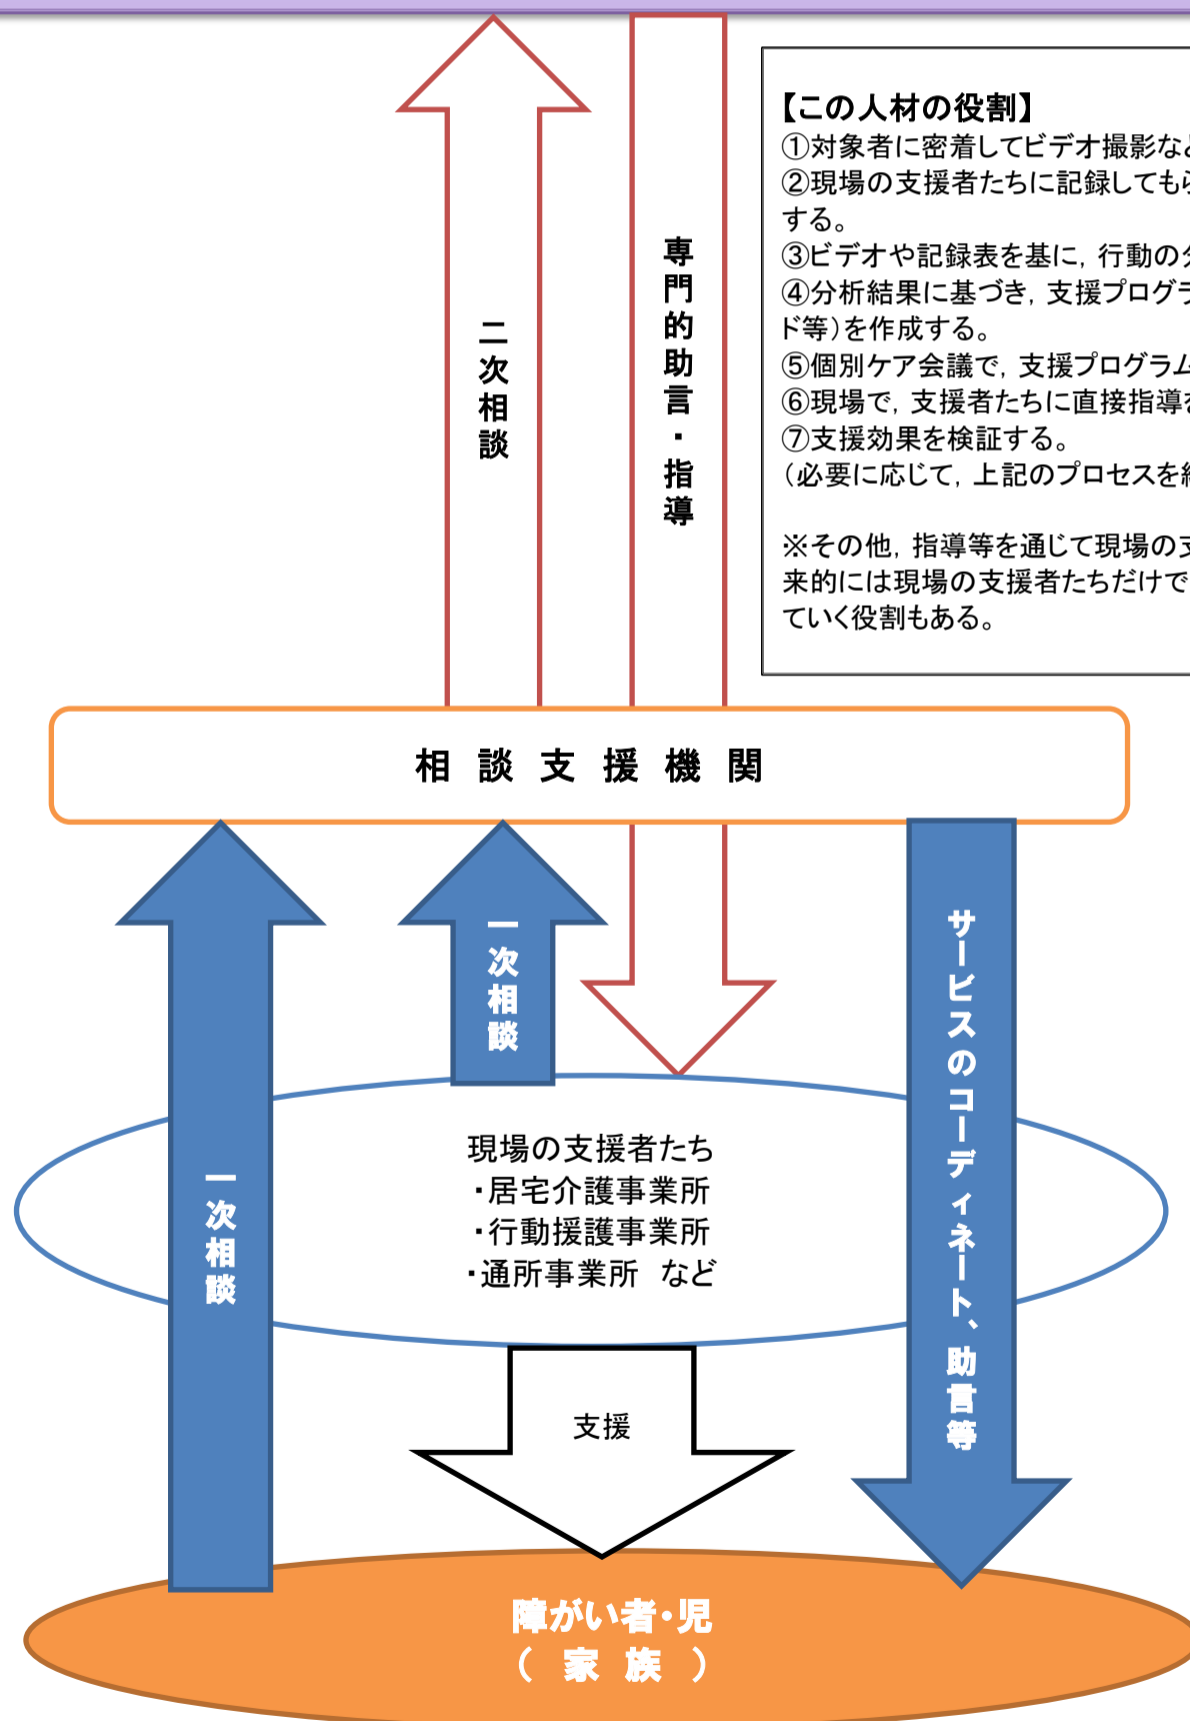 【この人材の役割】
①対象者に密着してビデオ撮影な
②現場の支援者たちに記録しても
する。
③ビデオや記録表を基に，行動の
④分析結果に基づき，支援プログラ
ド等）を作成する。
⑤個別ケア会議で，支援プログラム
⑥現場で，支援者たちに直接指導
⑦支援効果を検証する。
（必要に応じて，上記のプロセスを
※その他，指導等を通じて現場の支
来的には現場の支援者たちだけで
ていく役割もある。
二次相談
専門的助言・指導
相談支援機関
一次相談
一次相談
サービスのコーディネート、助言等
現場の支援者たち
・居宅介護事業所
・行動援護事業所
・通所事業所　など
支援
障がい者・児
（ 家 族 ）